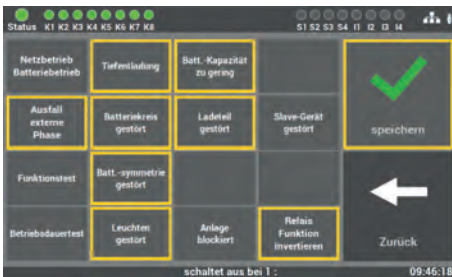 Status K1 K2 K3 K4 K5 K6 K7 K8 S1 S2 S3 S4 I1 I2 I3 I4
Netzbetrieb
Batteriebetrieb
Tiefentladung
Batt.-Kapazität
zu gering
speichern
Ausfall
externe
Phase
Batteriekreis
gestört
Ladeteil
gestört
Slave-Gerät
gestört
Funktionstest
Batt.-symmetrie
gestört
Betriebsdauertest
Leuchten
gestört
Anlage
blockiert
Relais
Funktion
invertieren
Zurück
schaltet aus bei 1 :
09:46:18